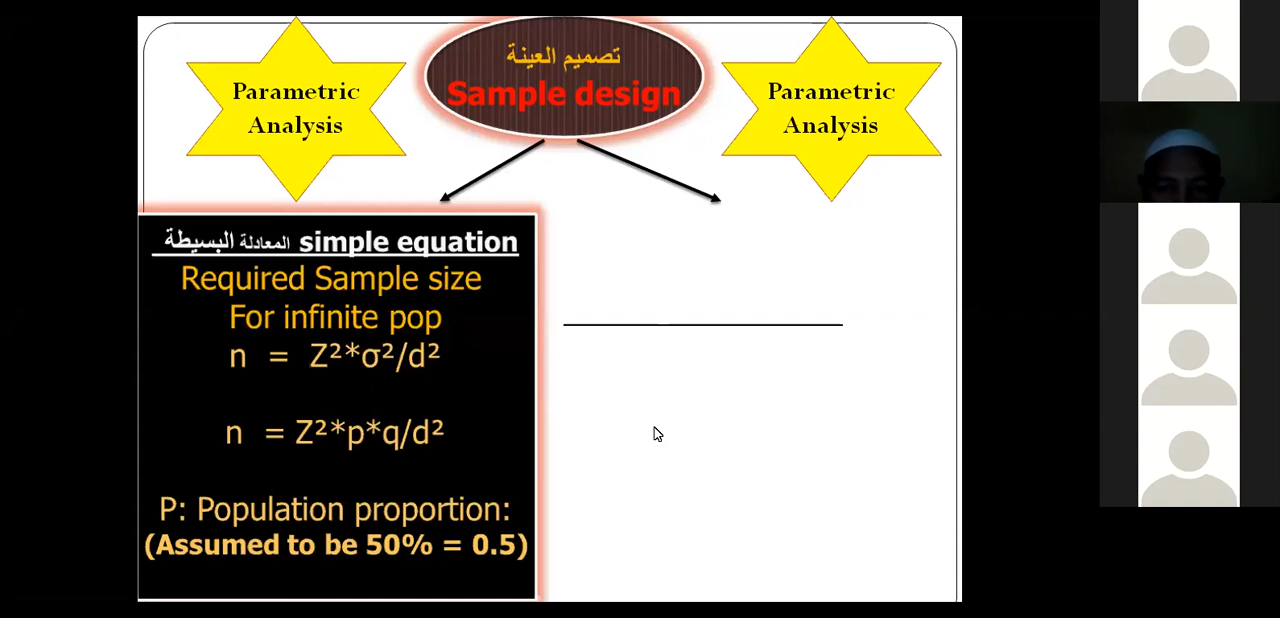 Parametric
Analysis
تصميم العينة
Sample design
Parametric
Analysis
المعادلة البسيطة simple equation
Required Sample size
For infinite pop
n = Z²*σ²/d²
n = Z²*p*q/d²
P: Population proportion:
(Assumed to be 50% = 0.5)